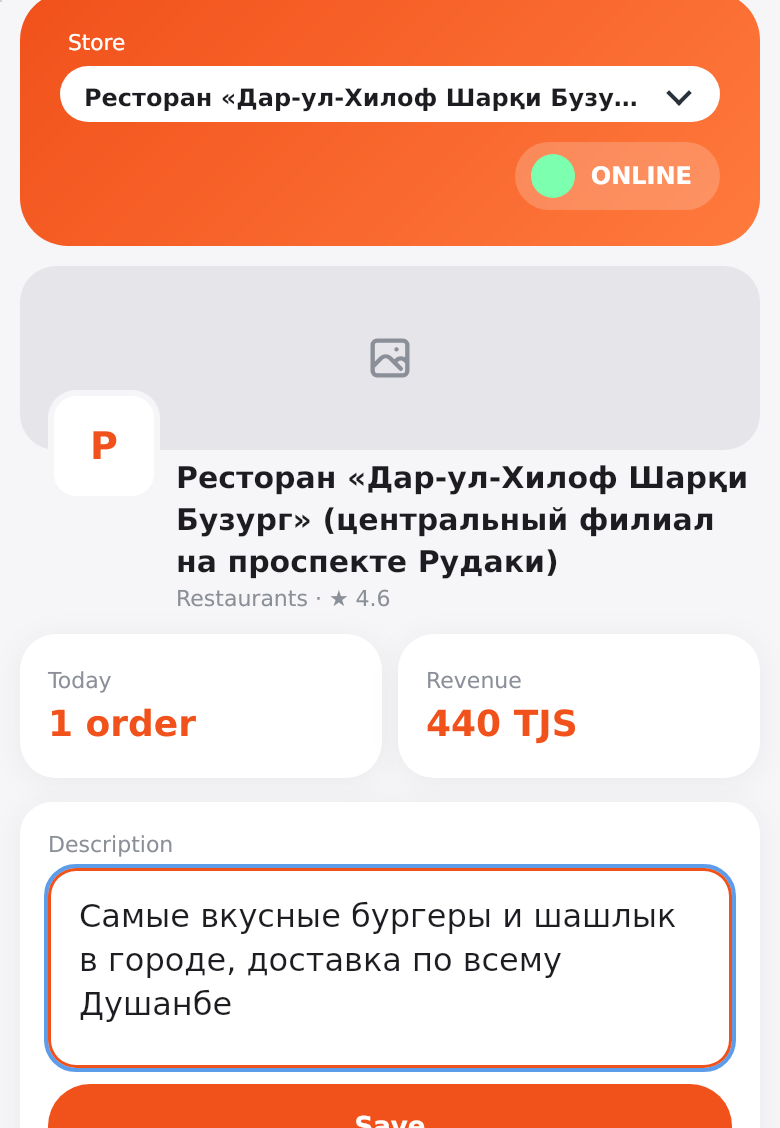 Store
Ресторан «Дар-ул-Хилоф Шарқи Бузу...
ONLINE
Р
Ресторан «Дар-ул-Хилоф Шарқи
Бузург» (центральный филиал
на проспекте Рудаки)
Restaurants · ★ 4.6
Today
1 order
Revenue
440 TJS
Description
Самые вкусные бургеры и шашлык
в городе, доставка по всему
Душанбе
Save